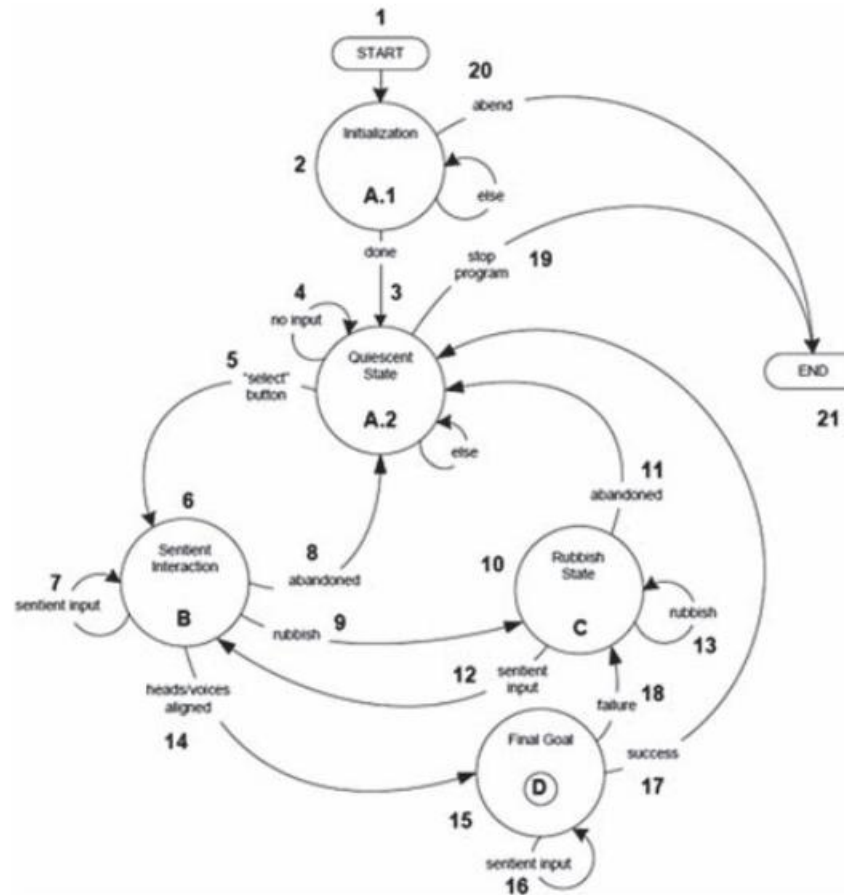 1
START
20
abend
Initialization
2
A.1
else
done
stop
program
19
4
3
no input
5
"select"
button
Quiescent
State
A.2
END
21
else
11
abandoned
6
Sentient
Interaction
8
abandoned
10
Rubbish
State
7
sentient input
B
rubbish
9
C
rubbish
13
12
sentient
input
heads/voices
aligned
14
18
failure
Final Goal
success
17
D
15
sentient input
16